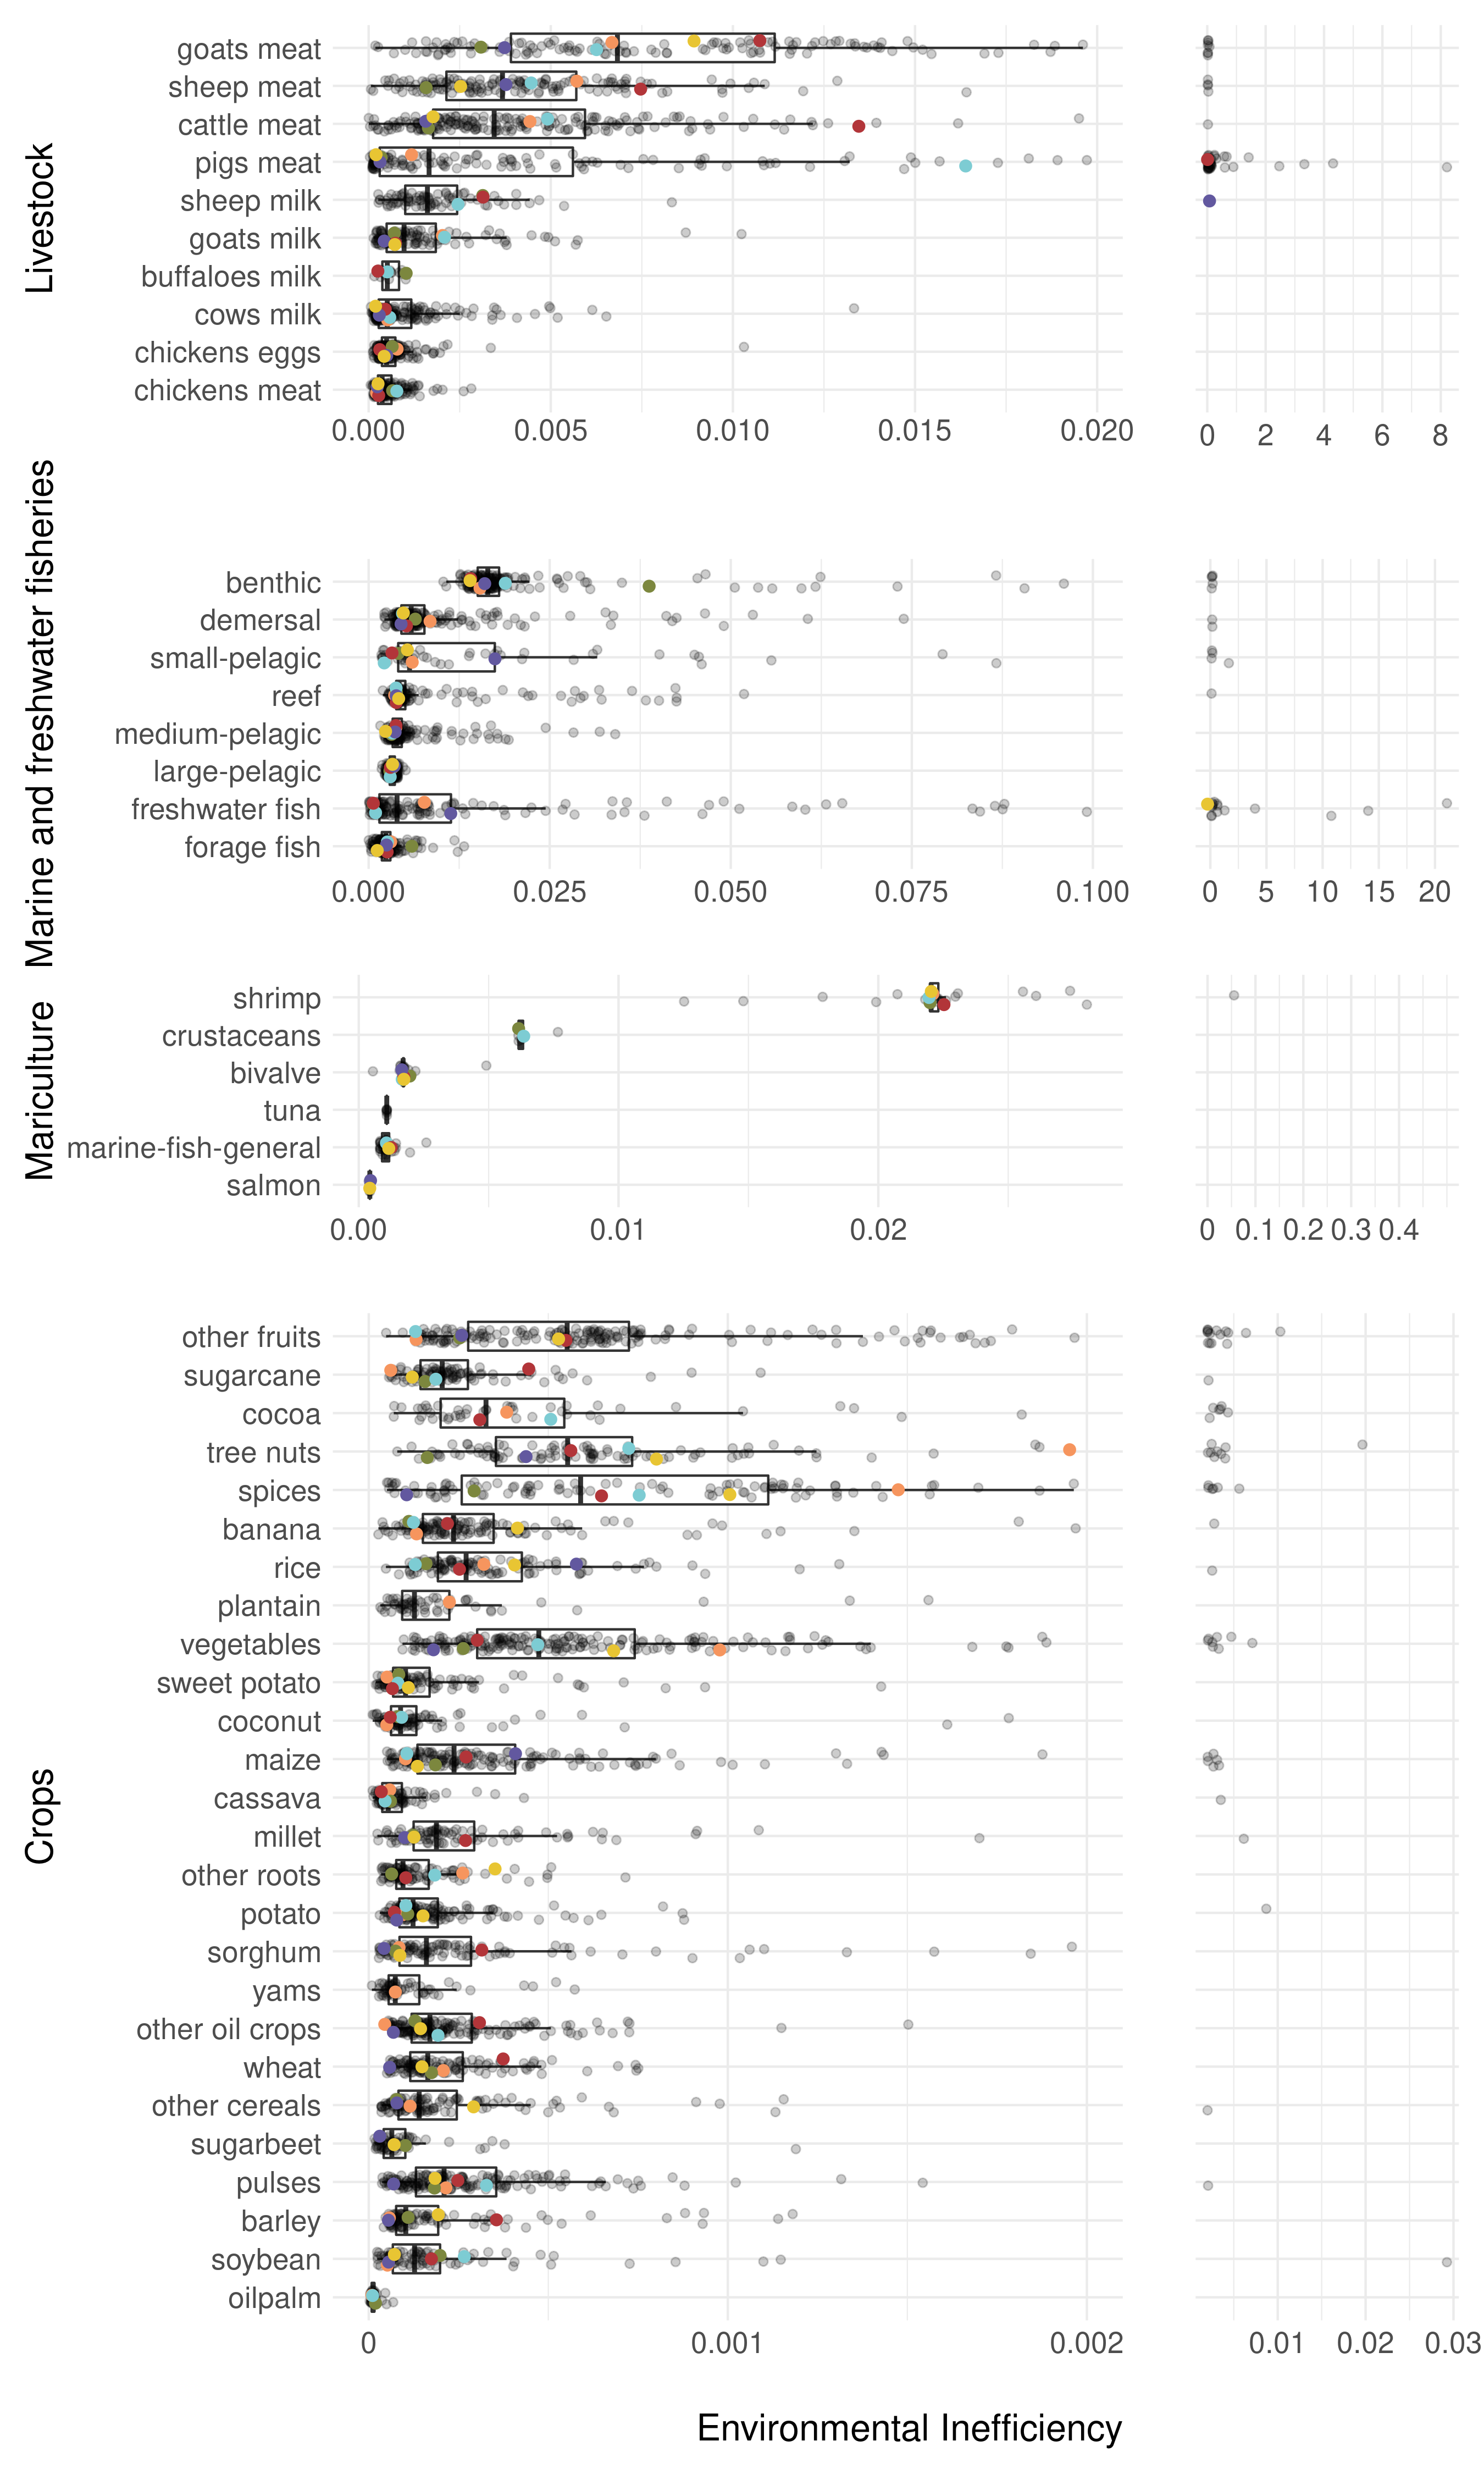 Livestock
goats meat
sheep meat
cattle meat
pigs meat
sheep milk
goats milk
buffaloes milk
cows milk
chickens eggs
chickens meat
0.000 0.005 0.010 0.015 0.020 0 2 4 6 8
Marine and freshwater fisheries
benthic
demersal
small-pelagic
reef
medium-pelagic
large-pelagic
freshwater fish
forage fish
0.000 0.025 0.050 0.075 0.100 0 5 10 15 20
Mariculture
shrimp
crustaceans
bivalve
tuna
marine-fish-general
salmon
0.00 0.01 0.02 0 0.1 0.2 0.3 0.4
Crops
other fruits
sugarcane
cocoa
tree nuts
spices
banana
rice
plantain
vegetables
sweet potato
coconut
maize
cassava
millet
other roots
potato
sorghum
yams
other oil crops
wheat
other cereals
sugarbeet
pulses
barley
soybean
oilpalm
0 0.001 0.002 0.01 0.02 0.03
Environmental Inefficiency